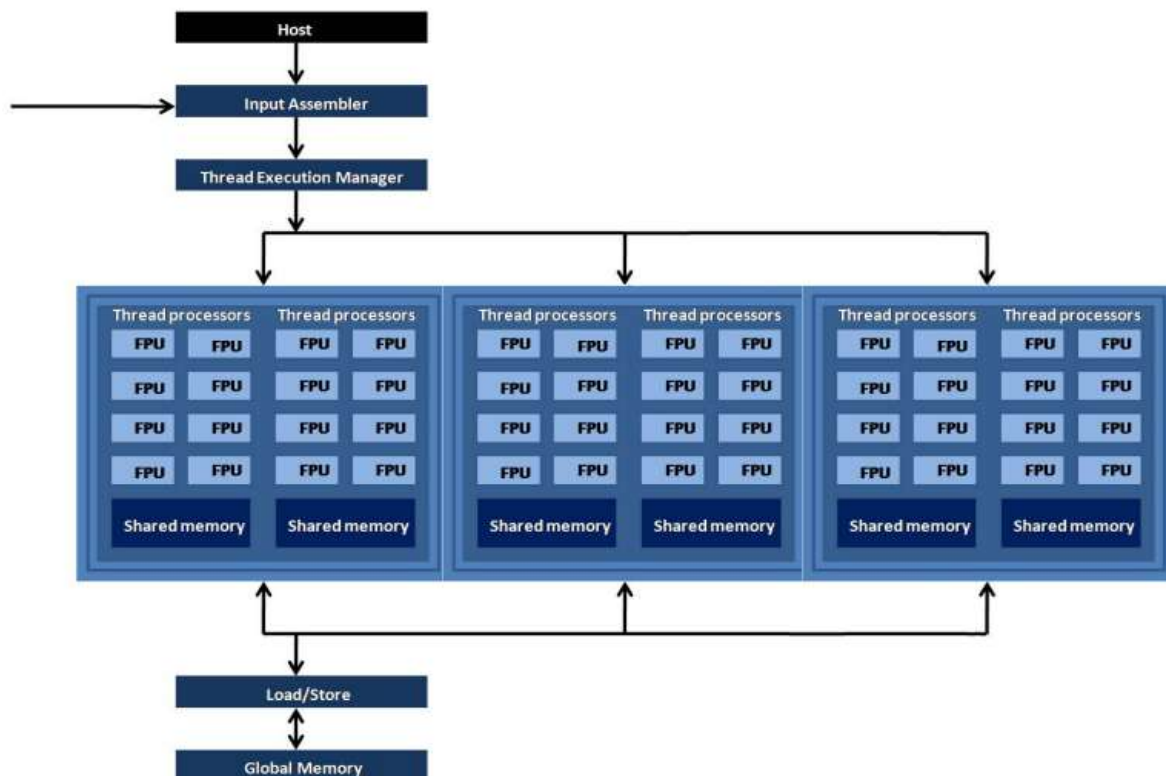 Host
Input Assembler
Thread Execution Manager
Thread processors Thread processors Thread processors Thread processors Thread processors Thread processors
FPU FPU FPU FPU FPU FPU FPU FPU FPU FPU FPU FPU
FPU FPU FPU FPU FPU FPU FPU FPU FPU FPU FPU FPU
FPU FPU FPU FPU FPU FPU FPU FPU FPU FPU FPU FPU
FPU FPU FPU FPU FPU FPU FPU FPU FPU FPU FPU FPU
Shared memory Shared memory Shared memory Shared memory Shared memory Shared memory
Load/Store
Global Memory